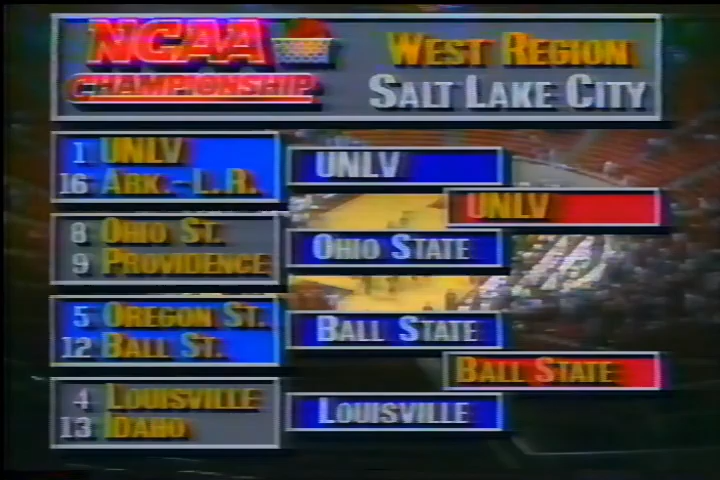 NCAA
CHAMPIONSHIP
WEST REGION
SALT LAKE CITY
1 UNLV
16 ARK.-L.R.
8 OHIO ST.
9 PROVIDENCE
5 OREGON ST.
12 BALL ST.
4 LOUISVILLE
13 IDAHO
UNLV
OHIO STATE
BALL STATE
LOUISVILLE
UNLV
BALL STATE